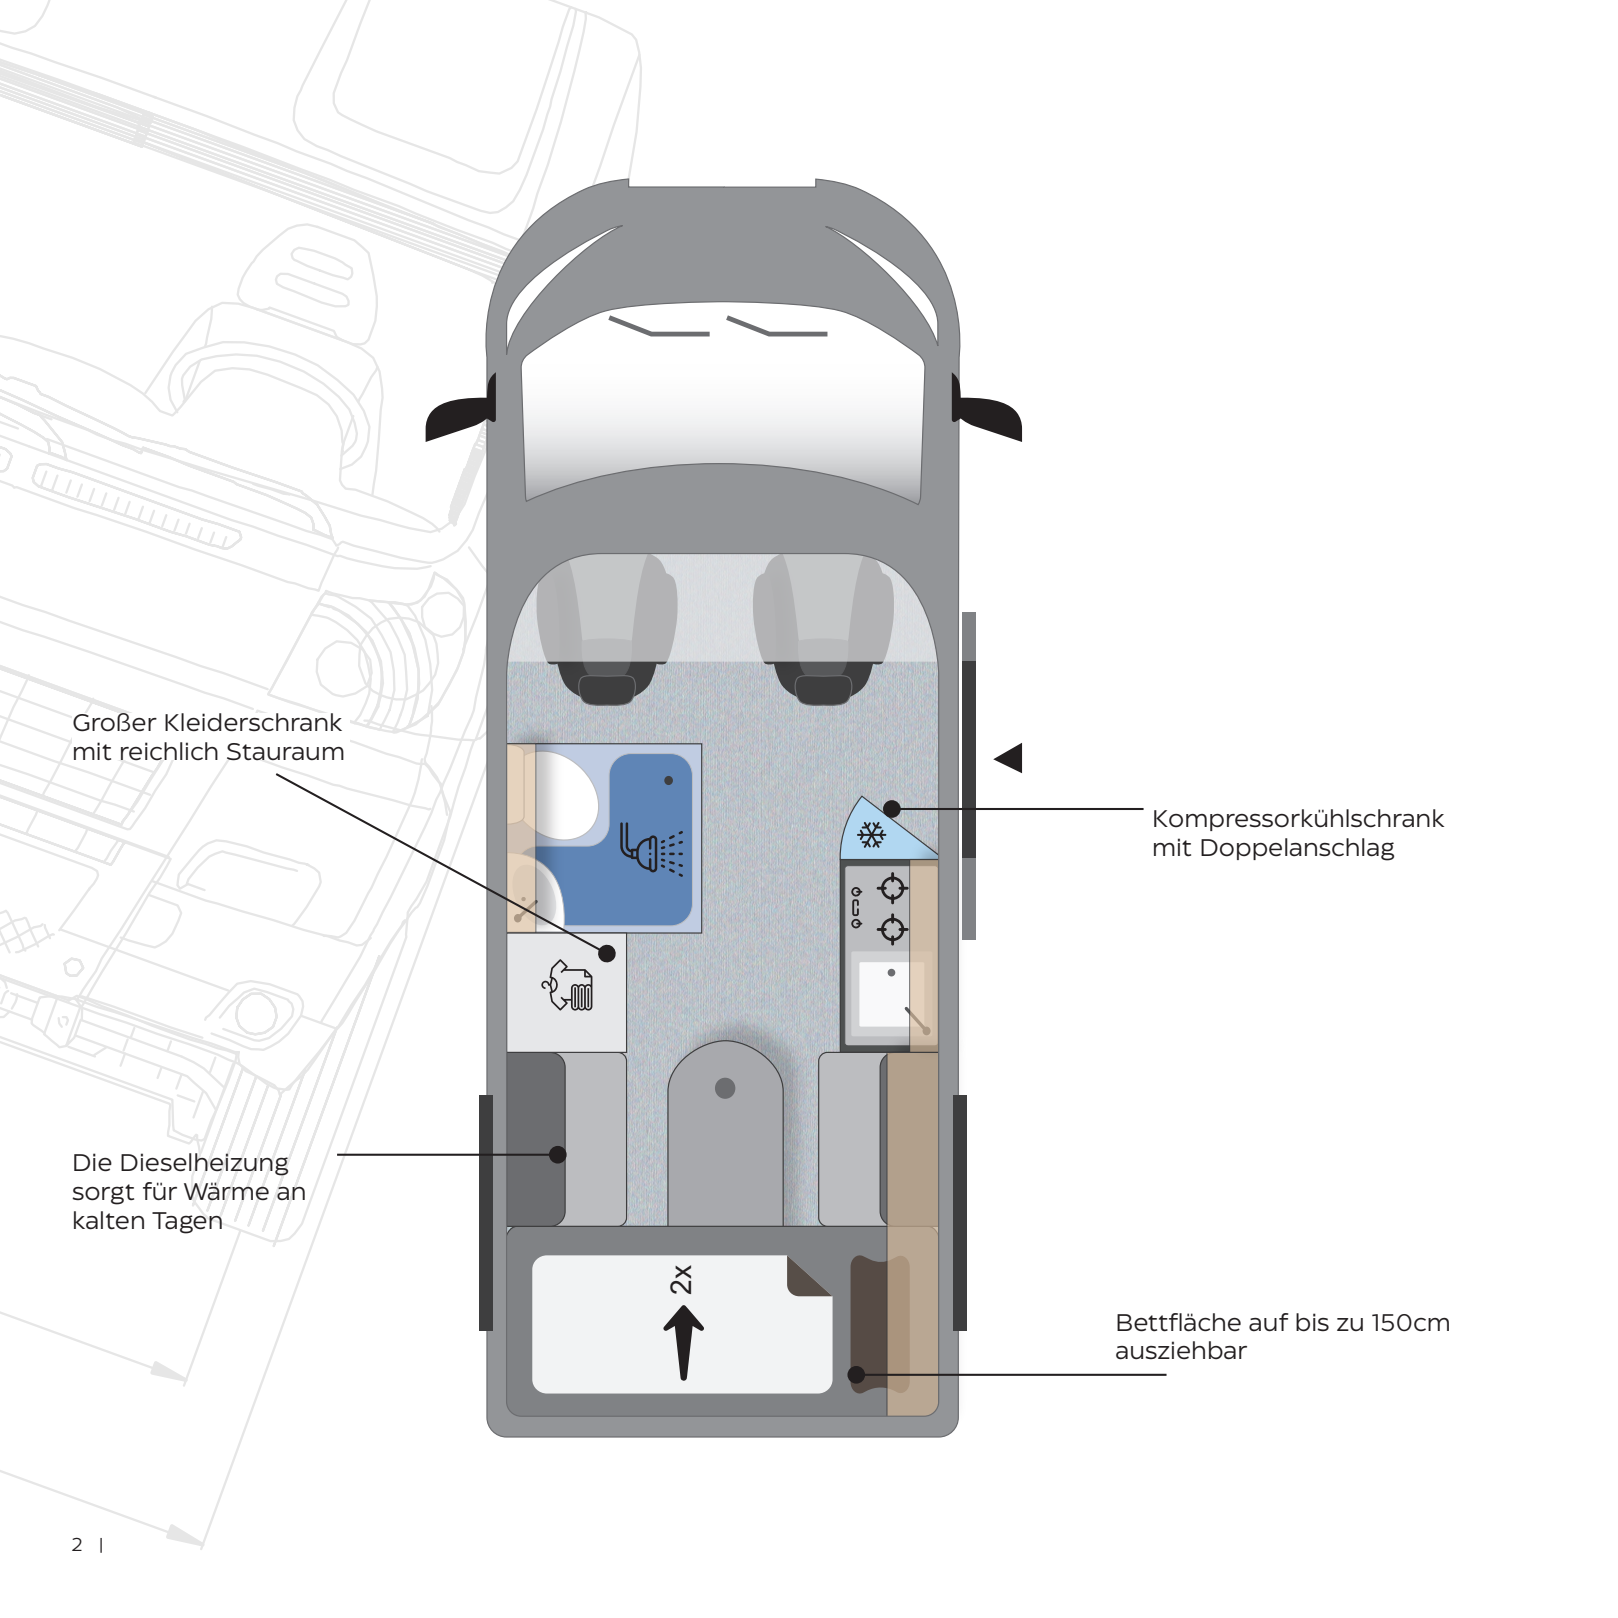 Großer Kleiderschrank
mit reichlich Stauraum
Kompressorkühlschrank
mit Doppelanschlag
Die Dieselheizung
sorgt für Wärme an
kalten Tagen
2x
Bettfläche auf bis zu 150cm
ausziehbar
2 |